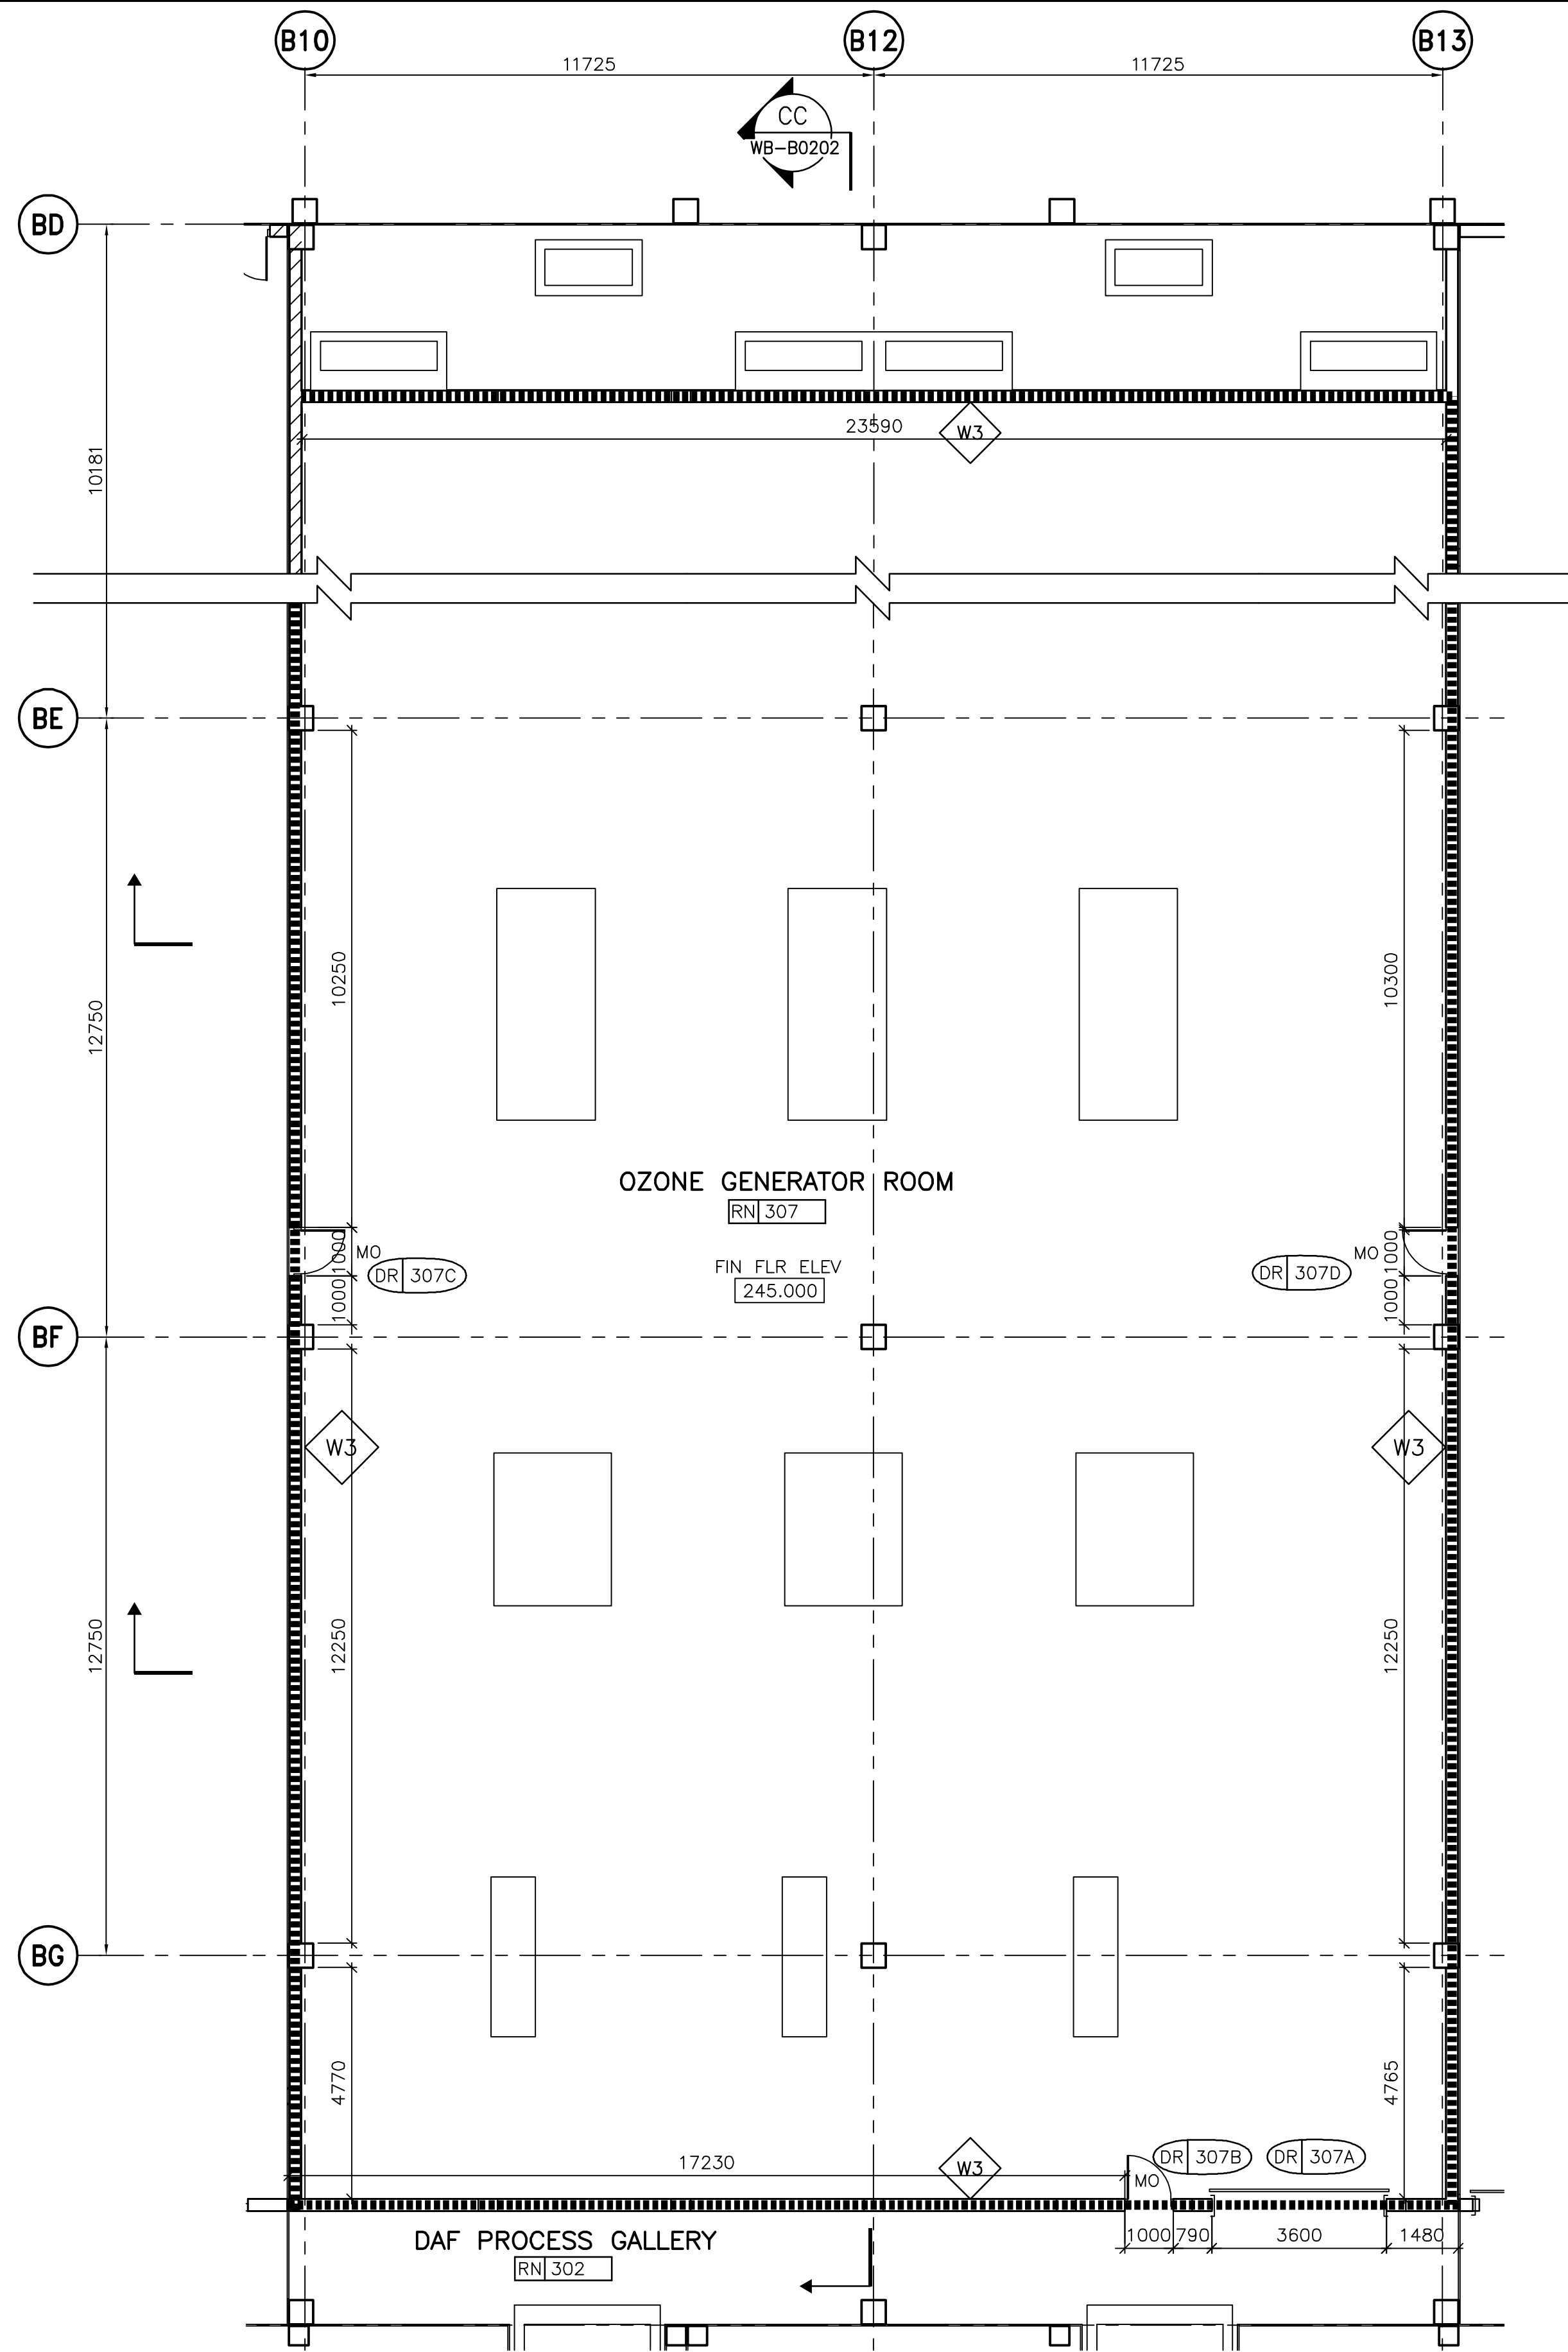 B10
B12
B13
11725
11725
CC
WB-B0202
BD
23590
W3
10181
BE
10250
10300
12750
OZONE GENERATOR ROOM
RN 307
1000
MO
DR 307C
FIN FLR ELEV
245.000
DR 307D
MO
1000
1000
1000
BF
W3
W3
12750
12250
12250
BG
4770
4765
17230
W3
DR 307B
DR 307A
MO
DAF PROCESS GALLERY
RN 302
1000
790
3600
1480